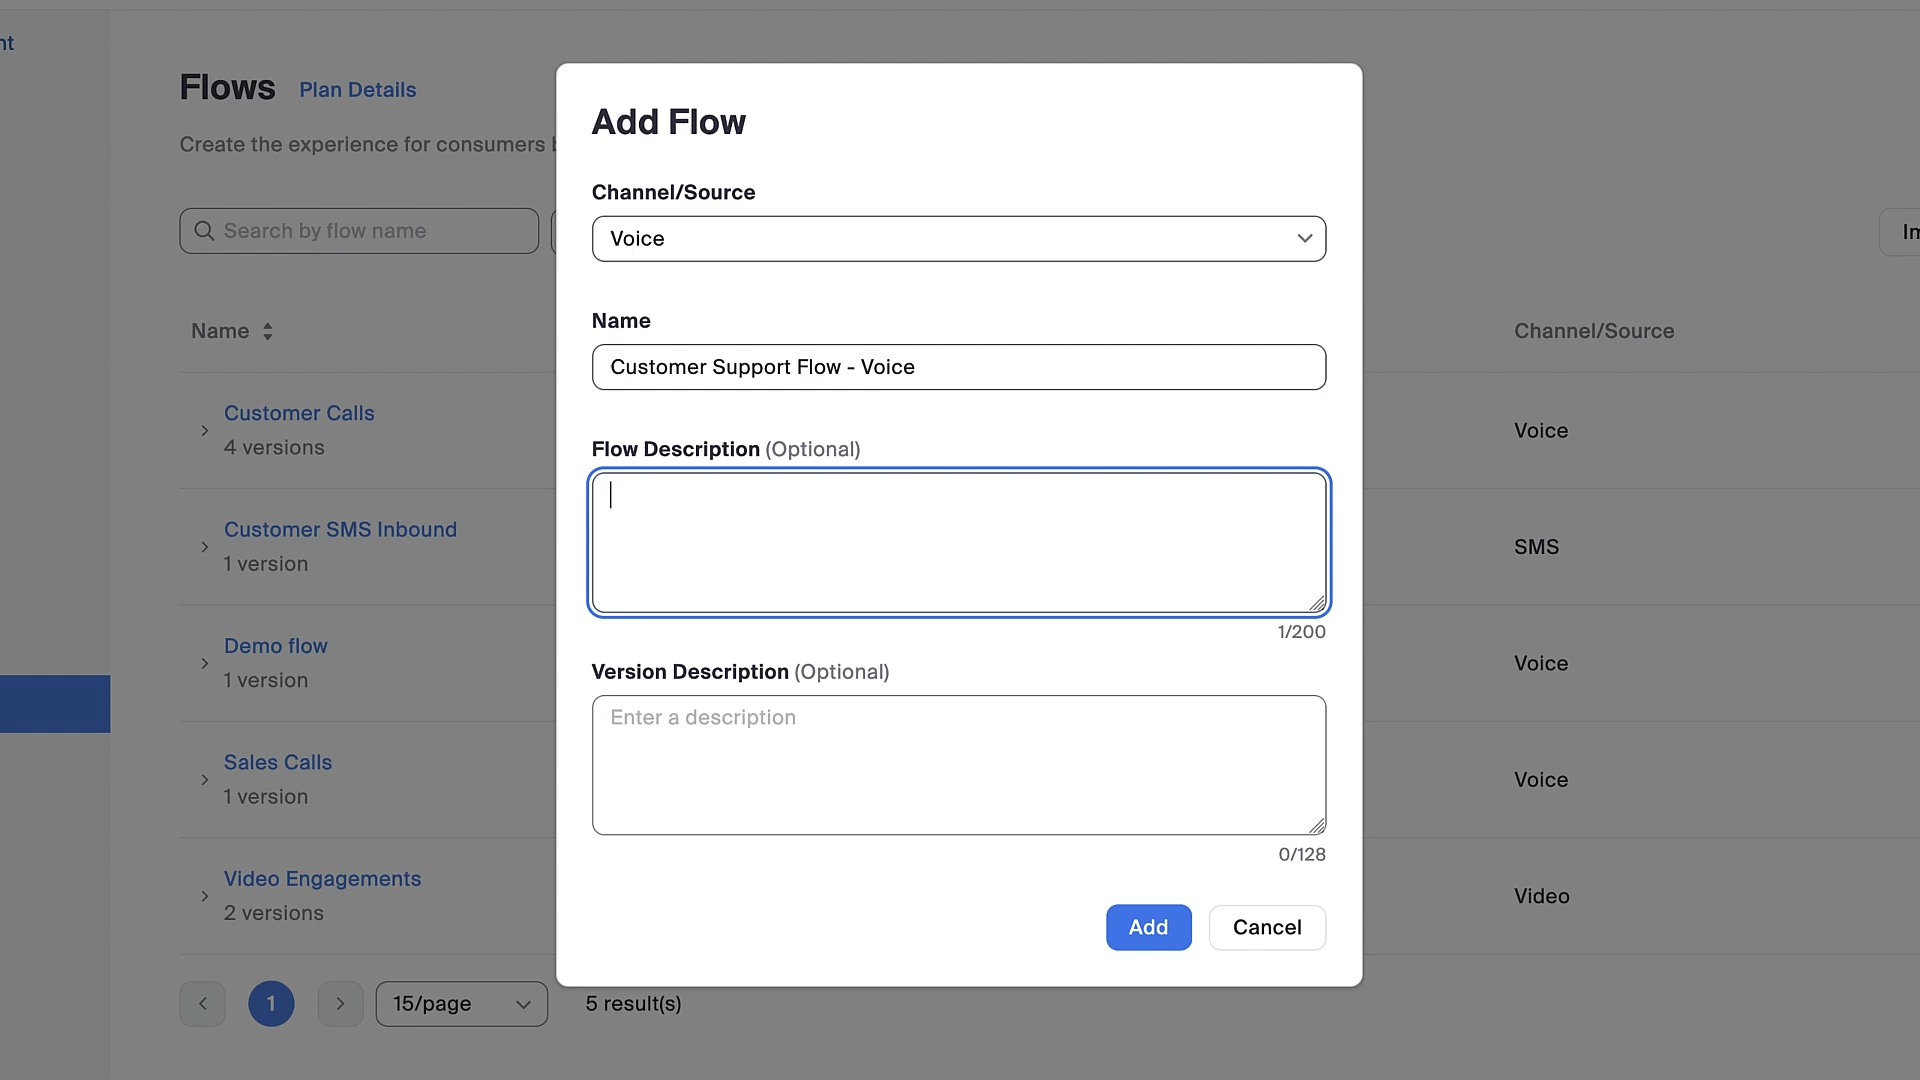 nt
Flows Plan Details
Create the experience for consumers
Search by flow name
Im
Name Channel/Source
Customer Calls
4 versions
Voice
Customer SMS Inbound
1 version
SMS
Demo flow
1 version
Voice
Sales Calls
1 version
Voice
Video Engagements
2 versions
Video
1
15/page
5 result(s)
Add Flow
Channel/Source
Voice
Name
Customer Support Flow - Voice
Flow Description (Optional)
1/200
Version Description (Optional)
Enter a description
0/128
Add Cancel